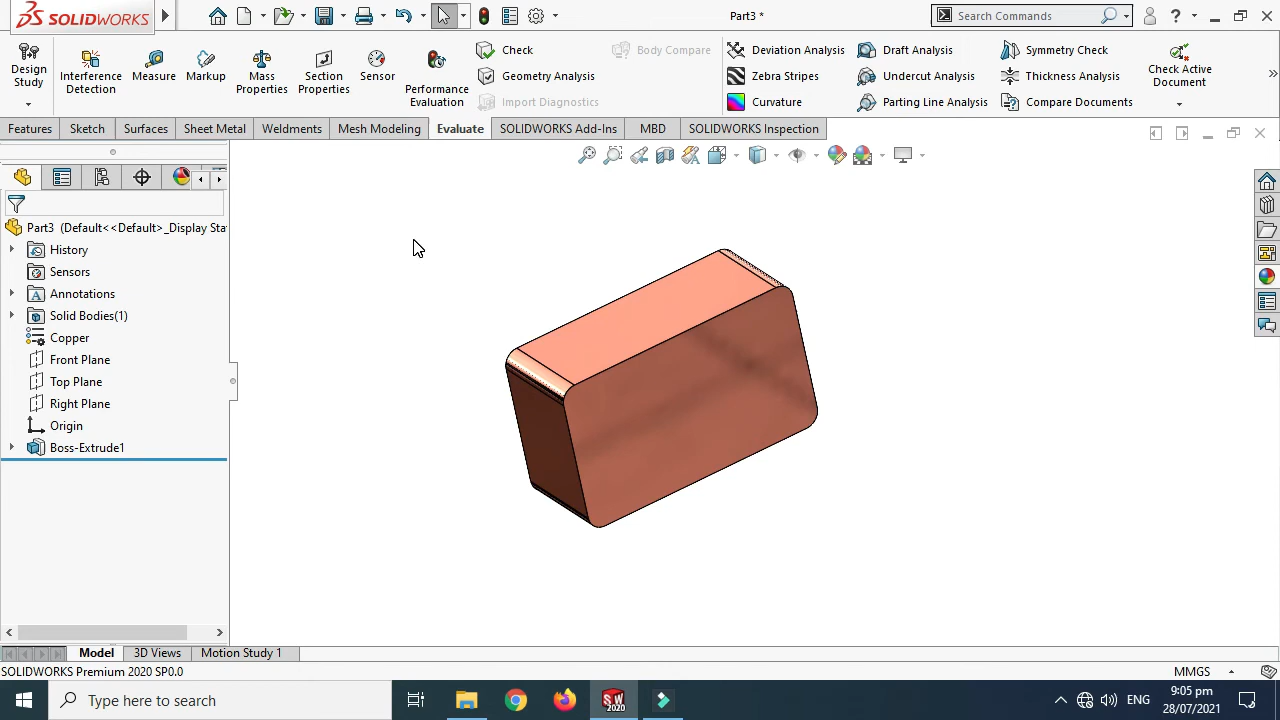 SOLIDWORKS
Part3 *
Search Commands
Design Study
Interference Detection
Measure
Markup
Mass Properties
Section Properties
Sensor
Performance Evaluation
Check
Geometry Analysis
Import Diagnostics
Body Compare
Deviation Analysis
Zebra Stripes
Curvature
Draft Analysis
Undercut Analysis
Parting Line Analysis
Symmetry Check
Thickness Analysis
Compare Documents
Check Active Document
Features
Sketch
Surfaces
Sheet Metal
Weldments
Mesh Modeling
Evaluate
SOLIDWORKS Add-Ins
MBD
SOLIDWORKS Inspection
Part3 (Default<<Default>_Display Sta
History
Sensors
Annotations
Solid Bodies(1)
Copper
Front Plane
Top Plane
Right Plane
Origin
Boss-Extrude1
Model
3D Views
Motion Study 1
SOLIDWORKS Premium 2020 SP0.0
MMGS
Type here to search
SW 2020
ENG
9:05 pm
28/07/2021